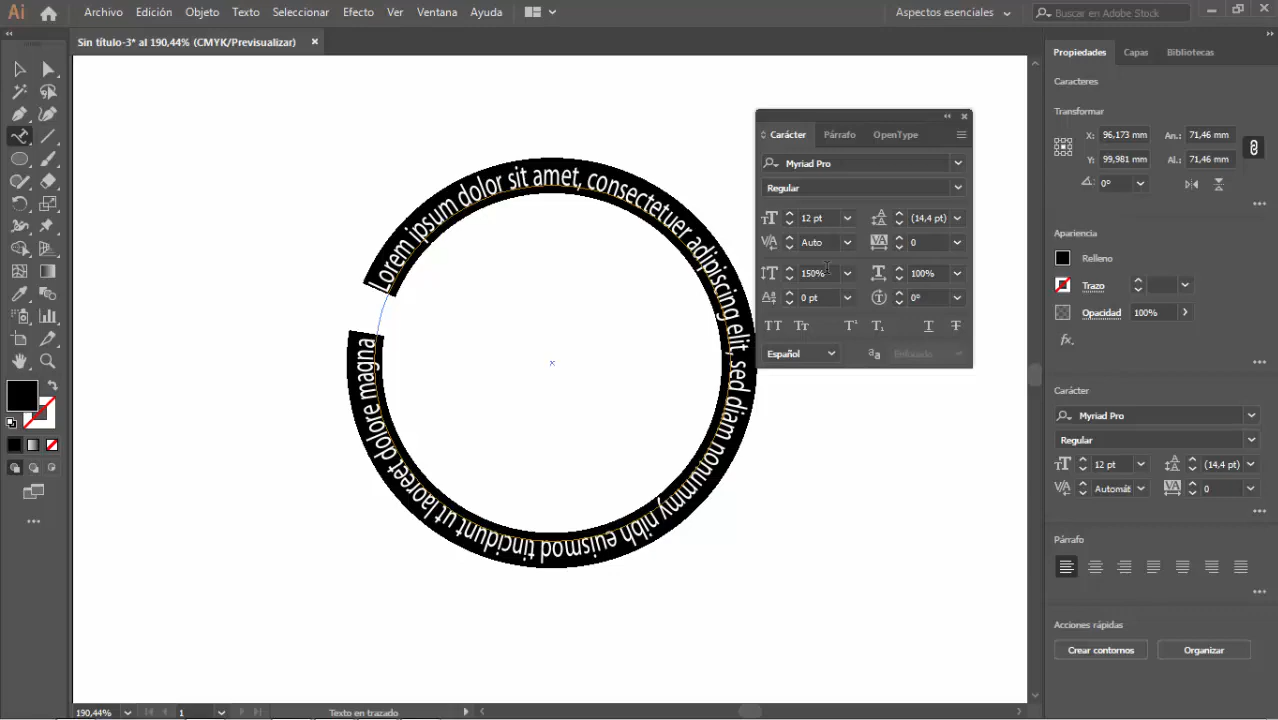 Ai
Archivo Edición Objeto Texto Seleccionar Efecto Ver Ventana Ayuda
Aspectos esenciales
Buscar en Adobe Stock
Sin título-3* al 190,44% (CMYK/Previsualizar)
Lorem ipsum dolor sit amet, consectetuer adipiscing elit, sed diam nonummy nibh euismod tincidunt ut laoreet dolore magna
Carácter Párrafo OpenType
Myriad Pro
Regular
12 pt (14,4 pt)
Auto 0
150% 100%
0 pt 0°
Español Enfocado
Propiedades Capas Bibliotecas
Caracteres
Transformar
X: 96,173 mm An.: 71,46 mm
Y: 99,981 mm Al.: 71,46 mm
0°
Apariencia
Relleno
Trazo
Opacidad 100%
fx.
Carácter
Myriad Pro
Regular
12 pt (14,4 pt)
Automát 0
Párrafo
Acciones rápidas
Crear contornos Organizar
190,44% 1 Texto en trazado